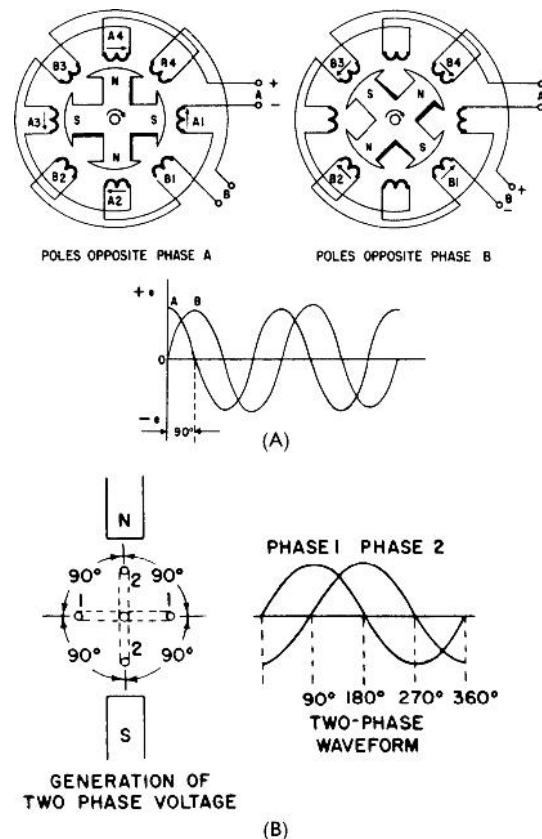 A4
B3
B4
N
+
A
−
A3
S
S
A1
N
B2
B1
A2
B
POLES OPPOSITE PHASE A
B3
B4
S
N
+
A
−
N
S
B2
B1
+
B
−
POLES OPPOSITE PHASE B
+e
A B
0
−e
90°
(A)
N
90° 90°
2
1 1
2
90° 90°
S
GENERATION OF
TWO PHASE VOLTAGE
PHASE 1 PHASE 2
90° 180° 270° 360°
TWO-PHASE
WAVEFORM
(B)